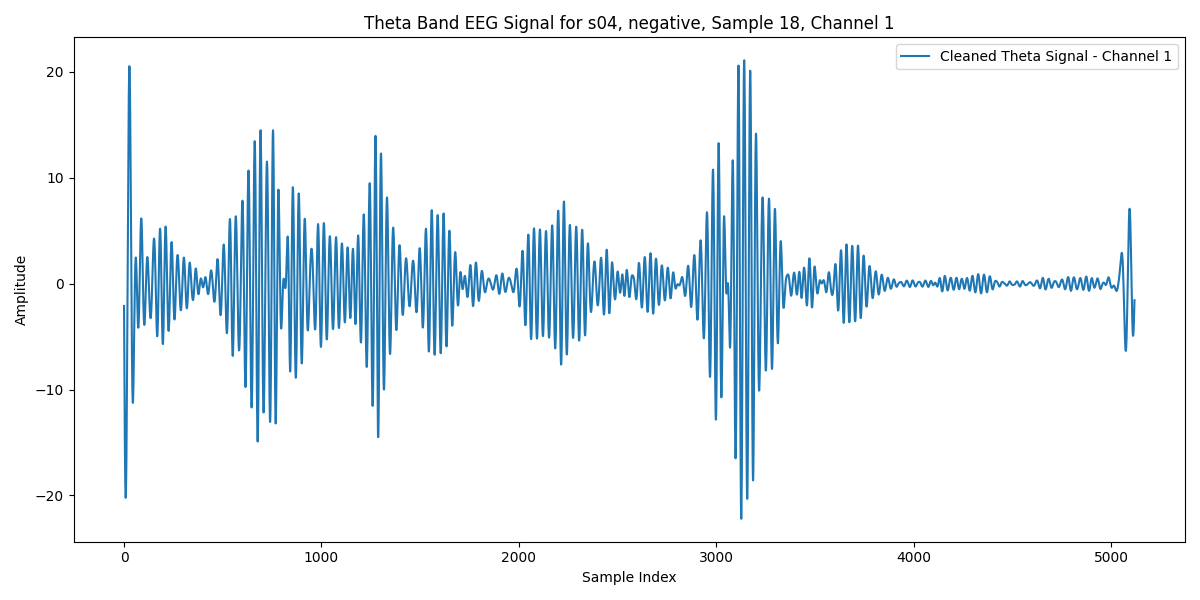 Theta Band EEG Signal for s04, negative, Sample 18, Channel 1
Cleaned Theta Signal - Channel 1
Amplitude
20
10
0
−10
−20
0 1000 2000 3000 4000 5000
Sample Index